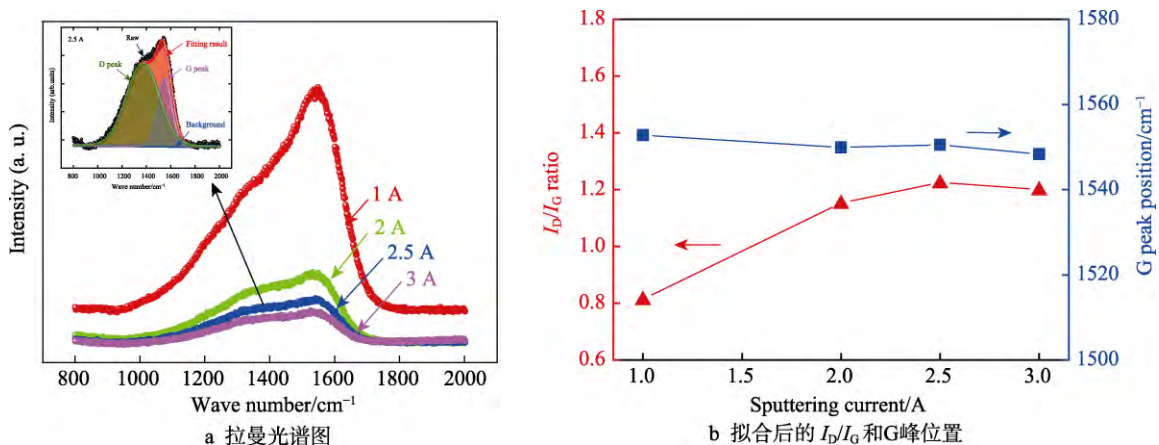 2.5 A
Raw
Fitting result
D peak
G peak
Background
Intensity (arb.units)
800 1000 1200 1400 1600 1800 2000
Wave number/cm⁻¹
Intensity (a. u.)
1 A
2 A
2.5 A
3 A
800 1000 1200 1400 1600 1800 2000
Wave number/cm⁻¹
a 拉曼光谱图
I_D/I_G ratio
1.8
1.6
1.4
1.2
1.0
0.8
0.6
1580
1560
1540
1520
1500
G peak position/cm⁻¹
1.0 1.5 2.0 2.5 3.0
Sputtering current/A
b 拟合后的 I_D/I_G 和G峰位置